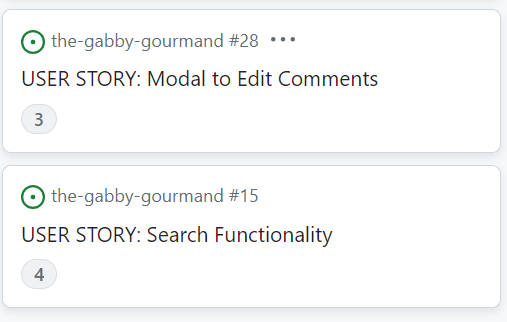 the-gabby-gourmand #28 •••
USER STORY: Modal to Edit Comments
3
the-gabby-gourmand #15
USER STORY: Search Functionality
4